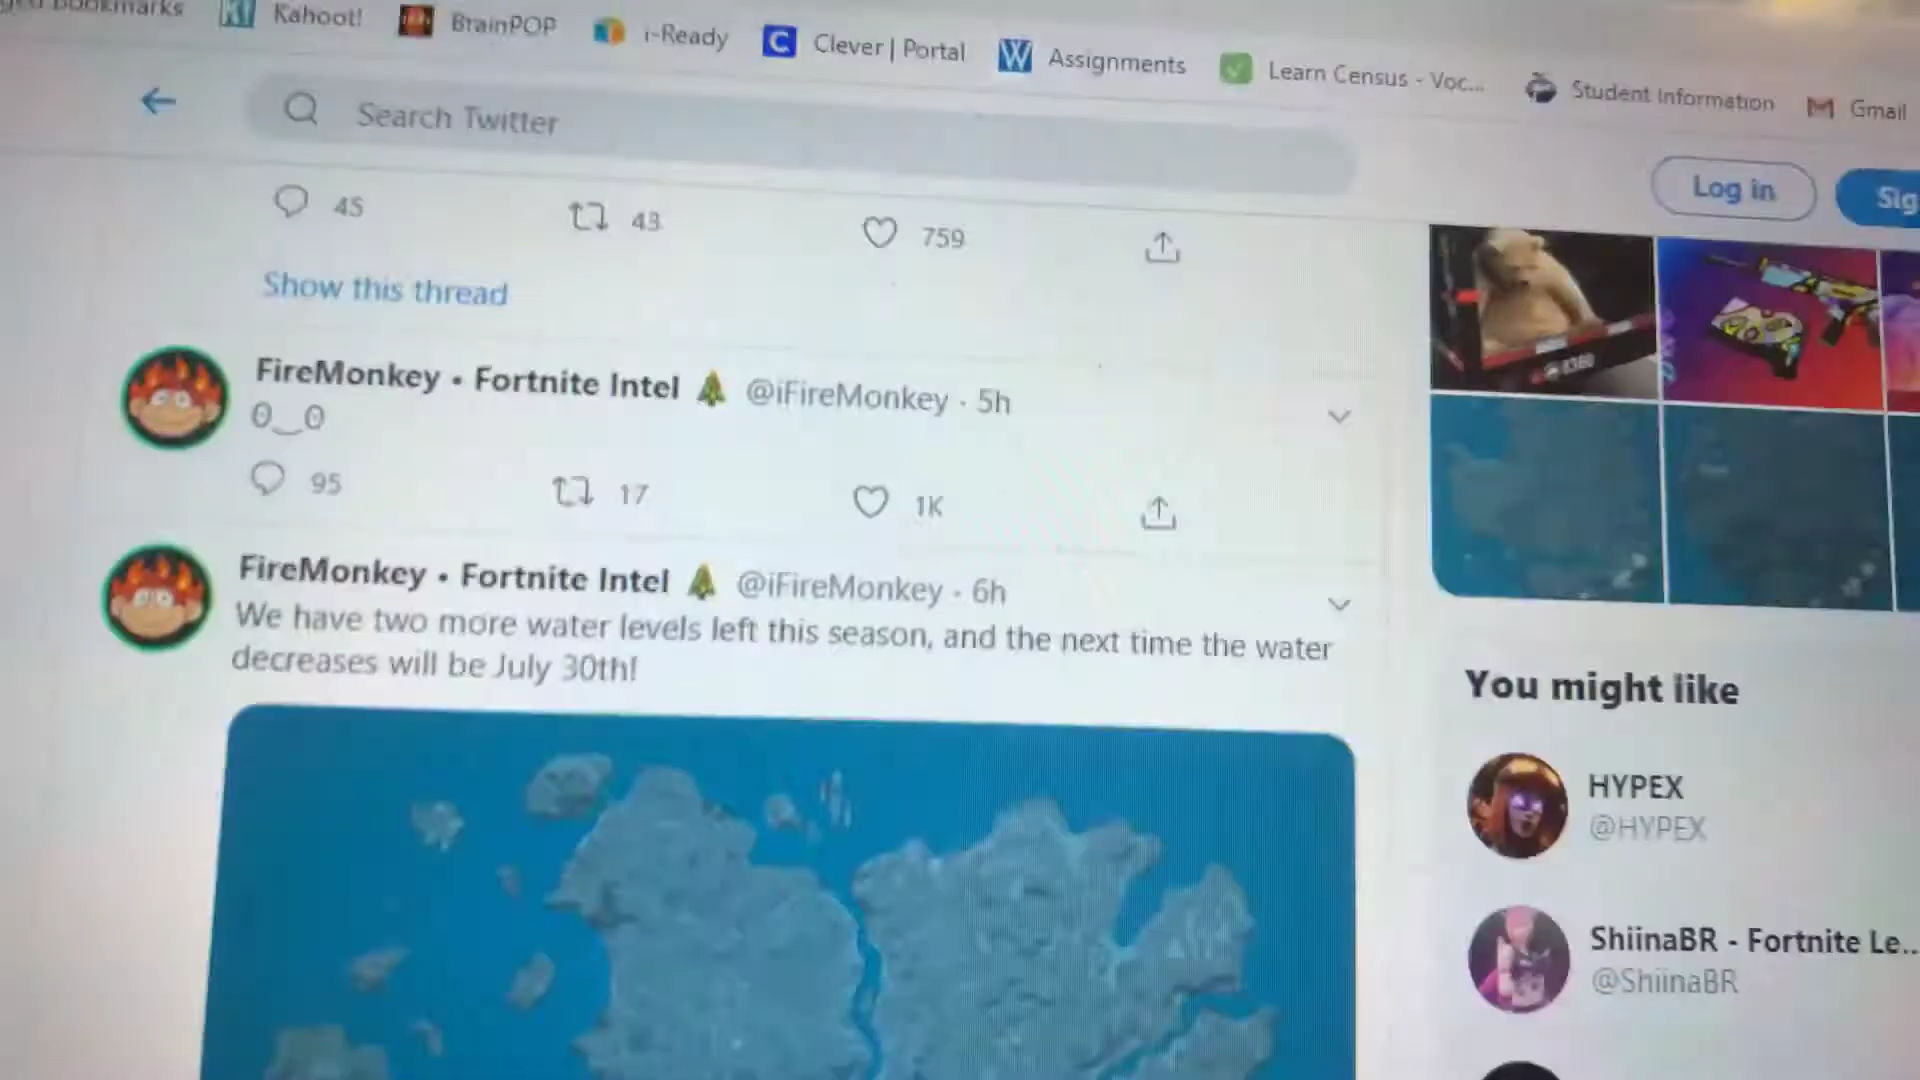 bookmarks
Kahoot!
BrainPOP
i-Ready
Clever | Portal
Assignments
Learn Census - Voc...
Student Information
Gmail
Search Twitter
Log in
45
43
759
Show this thread
FireMonkey • Fortnite Intel 🌲 @iFireMonkey · 5h
0‿0
95
17
1K
FireMonkey • Fortnite Intel 🌲 @iFireMonkey · 6h
We have two more water levels left this season, and the next time the water
decreases will be July 30th!
You might like
HYPEX
@HYPEX
ShiinaBR - Fortnite Le...
@ShiinaBR